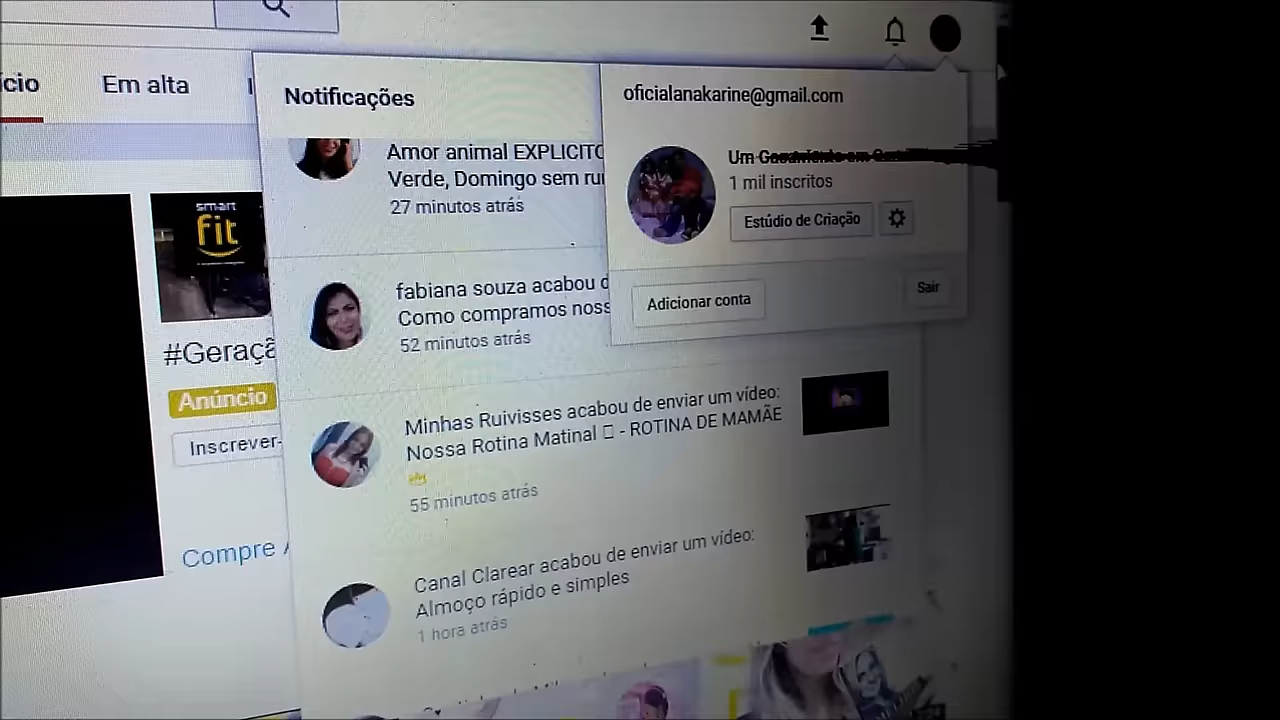 cio
Em alta
Notificações
Amor animal EXPLICITO
Verde, Domingo sem ru
27 minutos atrás
fabiana souza acabou d
Como compramos noss
52 minutos atrás
Minhas Ruivisses acabou de enviar um vídeo:
Nossa Rotina Matinal - ROTINA DE MAMÃE
55 minutos atrás
Canal Clarear acabou de enviar um vídeo:
Almoço rápido e simples
1 hora atrás
oficialanakarine@gmail.com
Um
1 mil inscritos
Estúdio de Criação
Adicionar conta
Sair
smart
fit
#Geraçã
Anúncio
Inscrever-
Compre